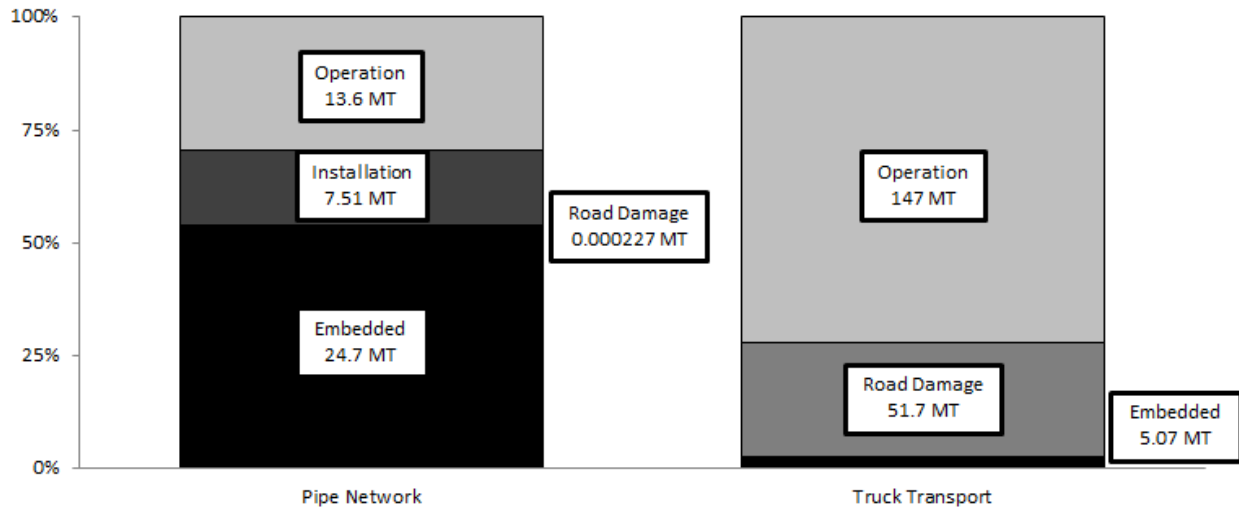 100%
75%
50%
25%
0%
Operation
13.6 MT
Installation
7.51 MT
Road Damage
0.000227 MT
Embedded
24.7 MT
Operation
147 MT
Road Damage
51.7 MT
Embedded
5.07 MT
Pipe Network
Truck Transport